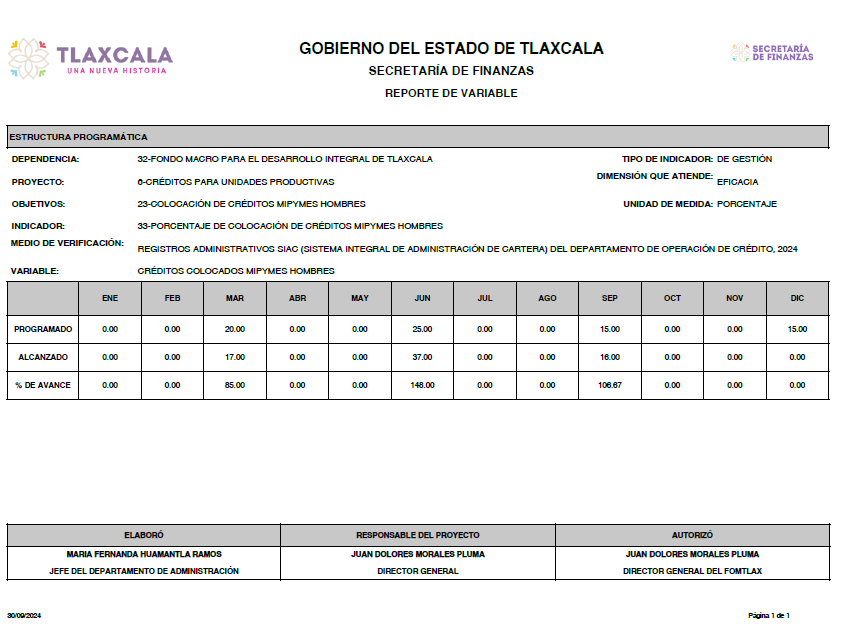 TLAXCALA
UNA NUEVA HISTORIA
GOBIERNO DEL ESTADO DE TLAXCALA
SECRETARÍA DE FINANZAS
REPORTE DE VARIABLE
SECRETARÍA
DE FINANZAS
ESTRUCTURA PROGRAMÁTICA
DEPENDENCIA: 32-FONDO MACRO PARA EL DESARROLLO INTEGRAL DE TLAXCALA TIPO DE INDICADOR: DE GESTIÓN
PROYECTO: 6-CRÉDITOS PARA UNIDADES PRODUCTIVAS DIMENSIÓN QUE ATIENDE: EFICACIA
OBJETIVOS: 23-COLOCACIÓN DE CRÉDITOS MIPYMES HOMBRES UNIDAD DE MEDIDA: PORCENTAJE
INDICADOR: 33-PORCENTAJE DE COLOCACIÓN DE CRÉDITOS MIPYMES HOMBRES
MEDIO DE VERIFICACIÓN: REGISTROS ADMINISTRATIVOS SIAC (SISTEMA INTEGRAL DE ADMINISTRACIÓN DE CARTERA) DEL DEPARTAMENTO DE OPERACIÓN DE CRÉDITO, 2024
VARIABLE: CRÉDITOS COLOCADOS MIPYMES HOMBRES
ENE FEB MAR ABR MAY JUN JUL AGO SEP OCT NOV DIC
PROGRAMADO 0.00 0.00 20.00 0.00 0.00 25.00 0.00 0.00 15.00 0.00 0.00 15.00
ALCANZADO 0.00 0.00 17.00 0.00 0.00 37.00 0.00 0.00 16.00 0.00 0.00 0.00
% DE AVANCE 0.00 0.00 85.00 0.00 0.00 148.00 0.00 0.00 106.67 0.00 0.00 0.00
ELABORÓ RESPONSABLE DEL PROYECTO AUTORIZÓ
MARIA FERNANDA HUAMANTLA RAMOS JUAN DOLORES MORALES PLUMA JUAN DOLORES MORALES PLUMA
JEFE DEL DEPARTAMENTO DE ADMINISTRACIÓN DIRECTOR GENERAL DIRECTOR GENERAL DEL FOMTLAX
30/09/2024 Página 1 de 1